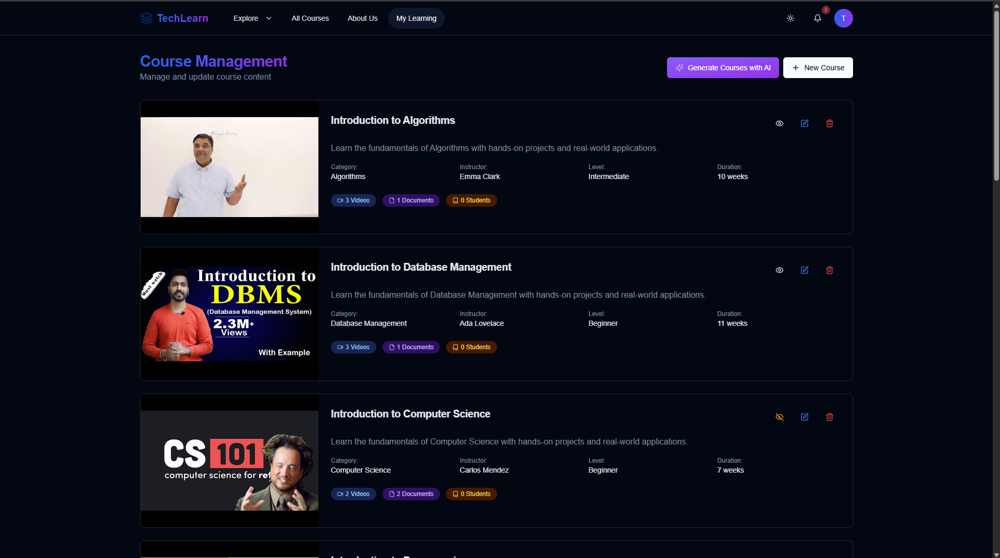 TechLearn
Explore
All Courses
About Us
My Learning
3
T
Course Management
Manage and update course content
Generate Courses with AI
New Course
Algorithms
Introduction to Algorithms
Learn the fundamentals of Algorithms with hands-on projects and real-world applications.
Category: Instructor: Level: Duration:
Algorithms Emma Clark Intermediate 10 weeks
3 Videos 1 Documents 0 Students
Must watch
Introduction to
DBMS
(Database Management System)
2.3M+
Views
With Example
Introduction to Database Management
Learn the fundamentals of Database Management with hands-on projects and real-world applications.
Category: Instructor: Level: Duration:
Database Management Ada Lovelace Beginner 11 weeks
3 Videos 1 Documents 0 Students
CS 101
computer science for ret
Introduction to Computer Science
Learn the fundamentals of Computer Science with hands-on projects and real-world applications.
Category: Instructor: Level: Duration:
Computer Science Carlos Mendez Beginner 7 weeks
2 Videos 2 Documents 0 Students